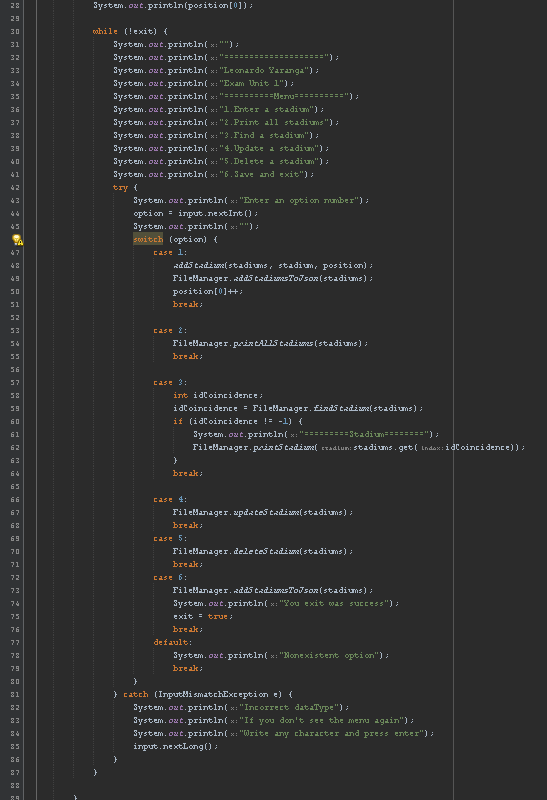 28 System.out.println(position[0]);
29
30 while (!exit) {
31 System.out.println( x: "");
32 System.out.println( x: "====================");
33 System.out.println( x: "Leonardo Yaranga");
34 System.out.println( x: "Exam Unit 1");
35 System.out.println( x: "==========Menu==========");
36 System.out.println( x: "1.Enter a stadium");
37 System.out.println( x: "2.Print all stadiums");
38 System.out.println( x: "3.Find a stadium");
39 System.out.println( x: "4.Update a stadium");
40 System.out.println( x: "5.Delete a stadium");
41 System.out.println( x: "6.Save and exit");
42 try {
43 System.out.println( x: "Enter an option number");
44 option = input.nextInt();
45 System.out.println( x: "");
switch (option) {
47 case 1:
48 addStadium(stadiums, stadium, position);
49 FileManager.addStadiumsToJson(stadiums);
50 position[0]++;
51 break;
52
53 case 2:
54 FileManager.printAllStadiums(stadiums);
55 break;
56
57 case 3:
58 int idCoincidence;
59 idCoincidence = FileManager.findStadium(stadiums);
60 if (idCoincidence != -1) {
61 System.out.println( x: "=========Stadium========");
62 FileManager.printStadium( stadium: stadiums.get( index: idCoincidence));
63 }
64 break;
65
66 case 4:
67 FileManager.updateStadium(stadiums);
68 break;
69 case 5:
70 FileManager.deleteStadium(stadiums);
71 break;
72 case 6:
73 FileManager.addStadiumsToJson(stadiums);
74 System.out.println( x: "You exit was success");
75 exit = true;
76 break;
77 default:
78 System.out.println( x: "Nonexistent option");
79 break;
80 }
81 } catch (InputMismatchException e) {
82 System.out.println( x: "Incorrect dataType");
83 System.out.println( x: "If you don't see the menu again");
84 System.out.println( x: "Write any character and press enter");
85 input.nextLong();
86 }
87 }
88
89 }